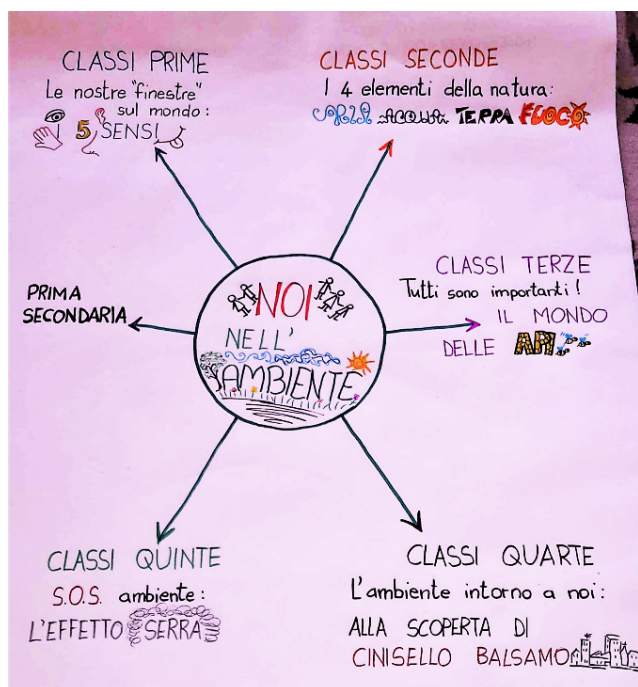 CLASSI PRIME
Le nostre "finestre"
sul mondo:
I 5 SENSI
CLASSI SECONDE
I 4 elementi della natura:
ARIA ACQUA TERRA FUOCO
CLASSI TERZE
Tutti sono importanti!
IL MONDO
DELLE API
PRIMA
SECONDARIA
NOI
NELL'
AMBIENTE
CLASSI QUINTE
S.O.S. ambiente:
L'EFFETTO SERRA
CLASSI QUARTE
L'ambiente intorno a noi:
ALLA SCOPERTA DI
CINISELLO BALSAMO